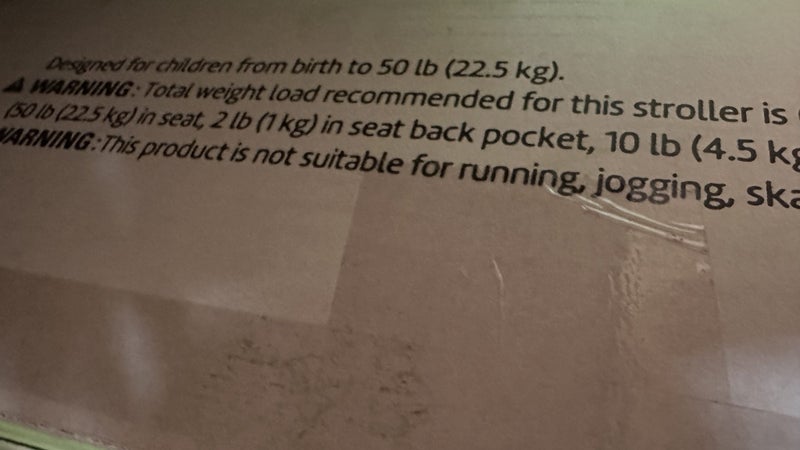 Designed for children from birth to 50 lb (22.5 kg).
⚠ WARNING: Total weight load recommended for this stroller is
(50 lb (22.5 kg) in seat, 2 lb (1 kg) in seat back pocket, 10 lb (4.5 kg
WARNING: This product is not suitable for running, jogging, ska